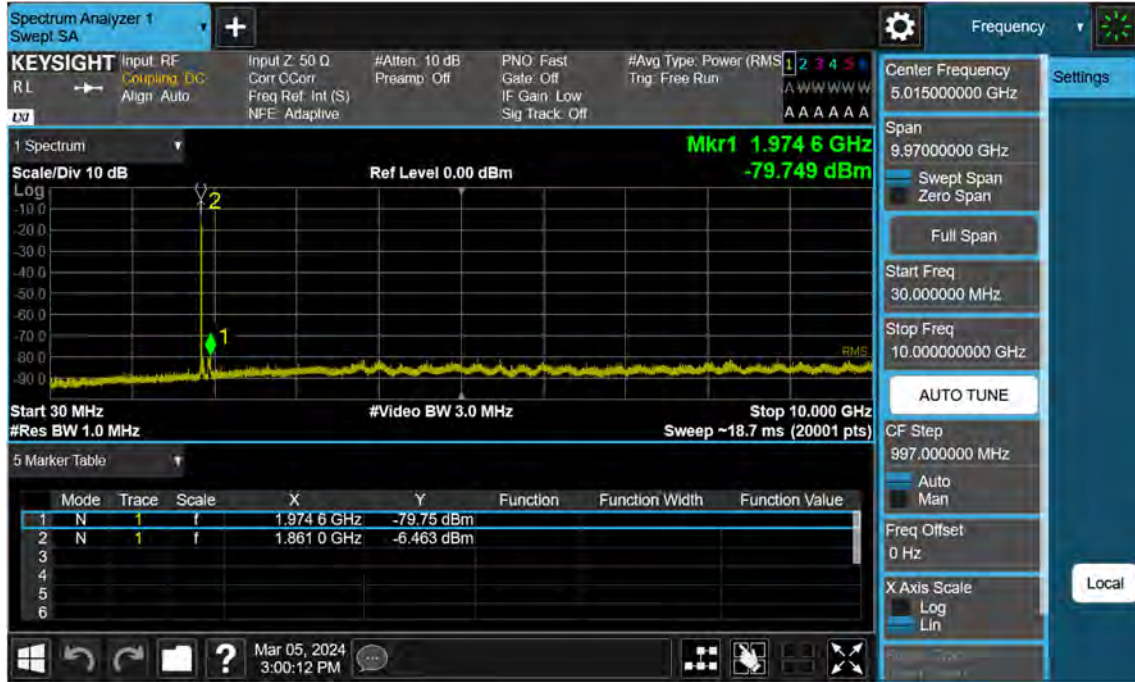 Spectrum Analyzer 1
Swept SA
+
Frequency
KEYSIGHT
RL
LXI
Input: RF
Coupling: DC
Align: Auto
Input Z: 50 Ω
Corr CCorr
Freq Ref: Int (S)
NFE: Adaptive
#Atten: 10 dB
Preamp: Off
PNO: Fast
Gate: Off
IF Gain: Low
Sig Track: Off
#Avg Type: Power (RMS
Trig: Free Run
1 2 3 4 5 6
A W W W W W
A A A A A A
1 Spectrum
Scale/Div 10 dB
Ref Level 0.00 dBm
Mkr1 1.974 6 GHz
-79.749 dBm
Log
-10.0
-20.0
-30.0
-40.0
-50.0
-60.0
-70.0
-80.0
-90.0
2
1
RMS
Start 30 MHz
#Video BW 3.0 MHz
Stop 10.000 GHz
#Res BW 1.0 MHz
Sweep ~18.7 ms (20001 pts)
5 Marker Table
Mode Trace Scale X Y Function Function Width Function Value
1 N 1 f 1.974 6 GHz -79.75 dBm
2 N 1 f 1.861 0 GHz -6.463 dBm
3
4
5
6
Center Frequency
5.015000000 GHz
Span
9.97000000 GHz
Swept Span
Zero Span
Full Span
Start Freq
30.000000 MHz
Stop Freq
10.000000000 GHz
AUTO TUNE
CF Step
997.000000 MHz
Auto
Man
Freq Offset
0 Hz
X Axis Scale
Log
Lin
Settings
Local
?
Mar 05, 2024
3:00:12 PM